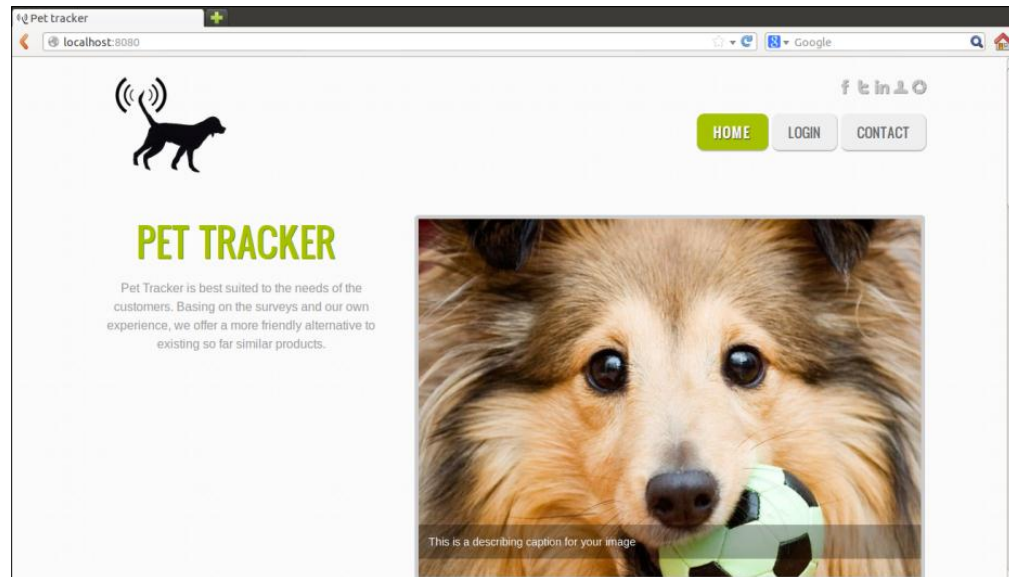 Pet tracker
localhost:8080
Google
f t in
HOME LOGIN CONTACT
PET TRACKER
Pet Tracker is best suited to the needs of the
customers. Basing on the surveys and our own
experience, we offer a more friendly alternative to
existing so far similar products.
This is a describing caption for your image